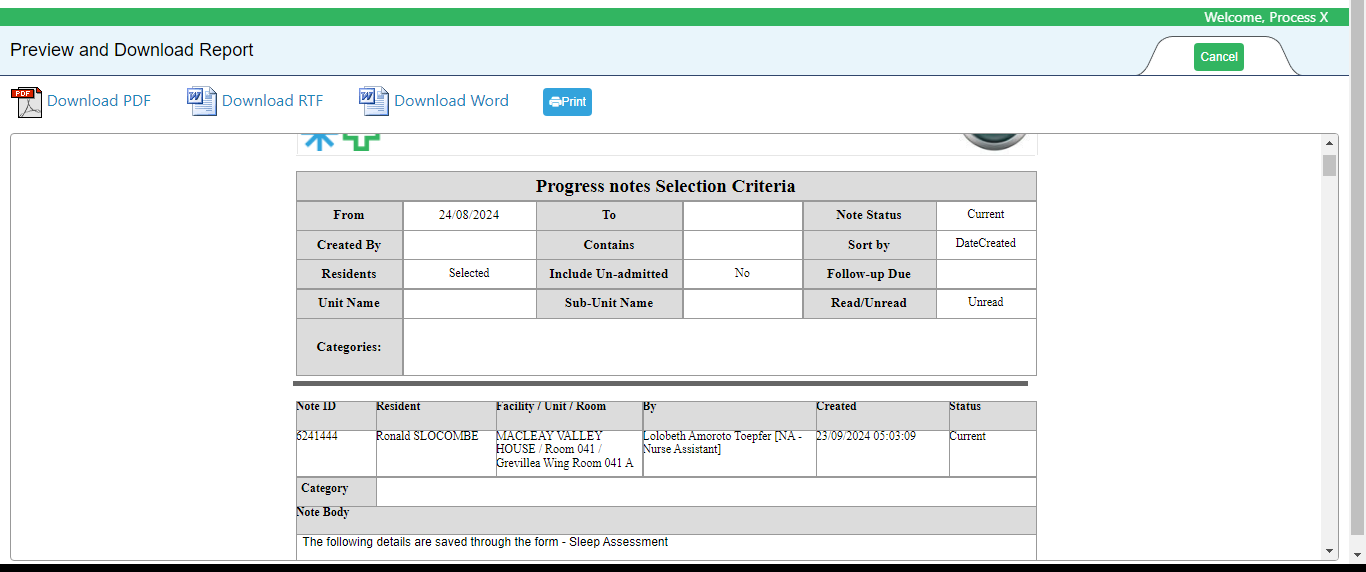 Welcome, Process X
Preview and Download Report
Cancel
PDF
Download PDF
W
Download RTF
W
Download Word
Print
Progress notes Selection Criteria
From 24/08/2024 To Note Status Current
Created By Contains Sort by DateCreated
Residents Selected Include Un-admitted No Follow-up Due
Unit Name Sub-Unit Name Read/Unread Unread
Categories:
Note ID Resident Facility / Unit / Room By Created Status
6241444 Ronald SLOCOMBE MACLEAY VALLEY Lolobeth Amoroto Toepfer [NA - 23/09/2024 05:03:09 Current
HOUSE / Room 041 / Nurse Assistant]
Grevillea Wing Room 041 A
Category
Note Body
The following details are saved through the form - Sleep Assessment